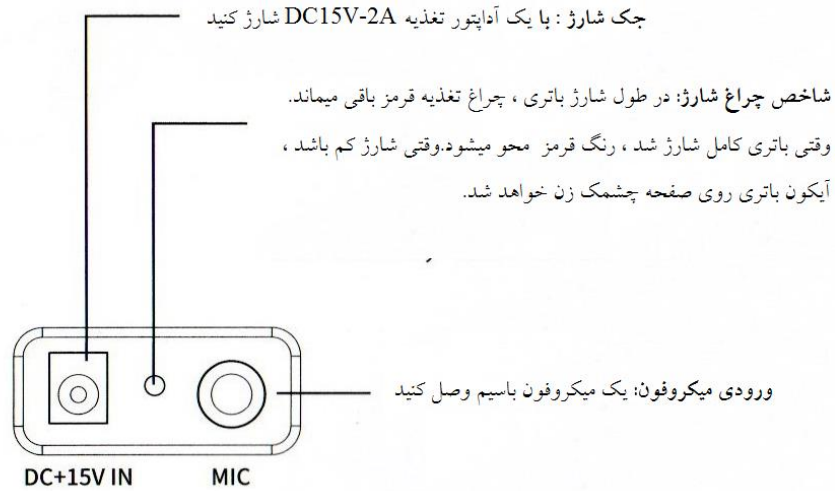 جک شارژ : با یک آداپتور تغذیه DC15V-2A شارژ کنید
شاخص چراغ شارژ: در طول شارژ باتری ، چراغ تغذیه قرمز باقی میماند.
وقتی باتری کامل شارژ شد ، رنگ قرمز محو میشود.وقتی شارژ کم باشد ،
آیکون باتری روی صفحه چشمک زن خواهد شد.
ورودی میکروفون: یک میکروفون باسیم وصل کنید
DC+15V IN
MIC